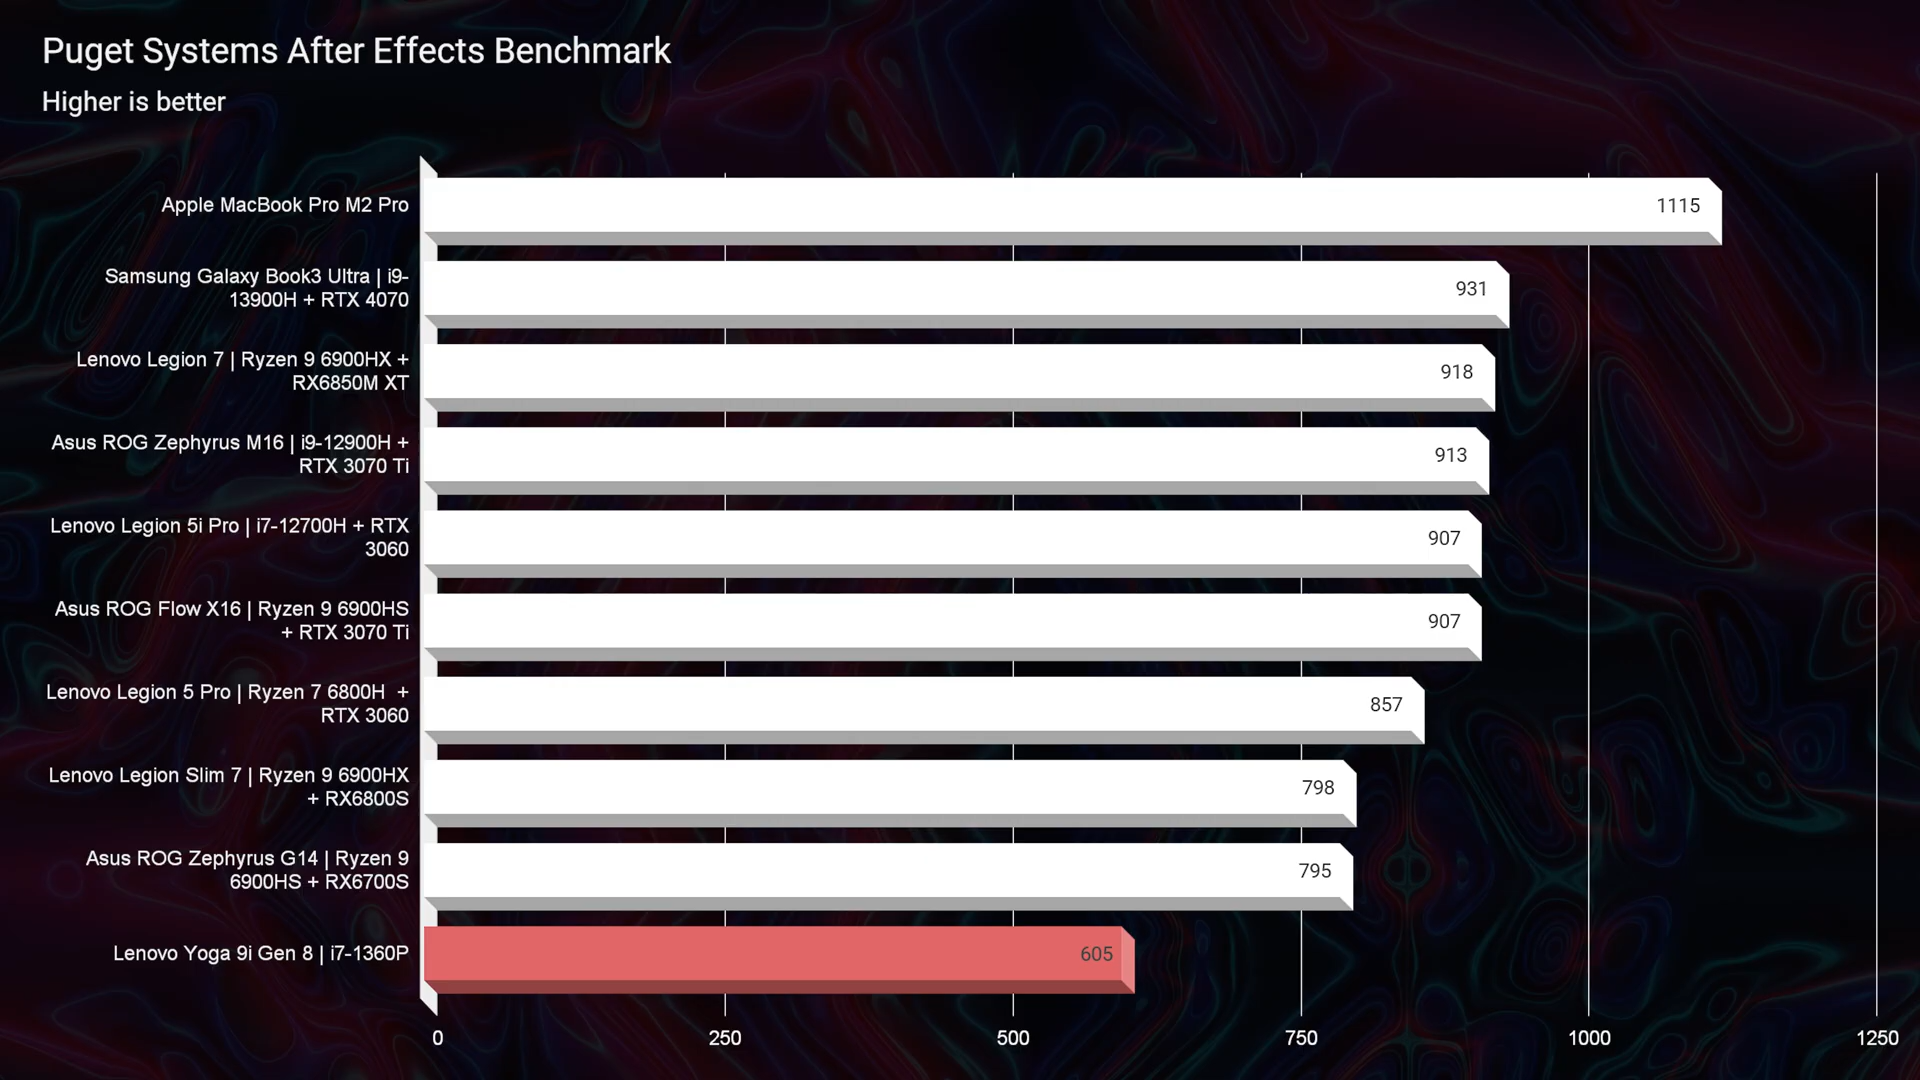 Puget Systems After Effects Benchmark
Higher is better
Apple MacBook Pro M2 Pro
1115
Samsung Galaxy Book3 Ultra | i9-
13900H + RTX 4070
931
Lenovo Legion 7 | Ryzen 9 6900HX +
RX6850M XT
918
Asus ROG Zephyrus M16 | i9-12900H +
RTX 3070 Ti
913
Lenovo Legion 5i Pro | i7-12700H + RTX
3060
907
Asus ROG Flow X16 | Ryzen 9 6900HS
+ RTX 3070 Ti
907
Lenovo Legion 5 Pro | Ryzen 7 6800H +
RTX 3060
857
Lenovo Legion Slim 7 | Ryzen 9 6900HX
+ RX6800S
798
Asus ROG Zephyrus G14 | Ryzen 9
6900HS + RX6700S
795
Lenovo Yoga 9i Gen 8 | i7-1360P
605
0 250 500 750 1000 1250